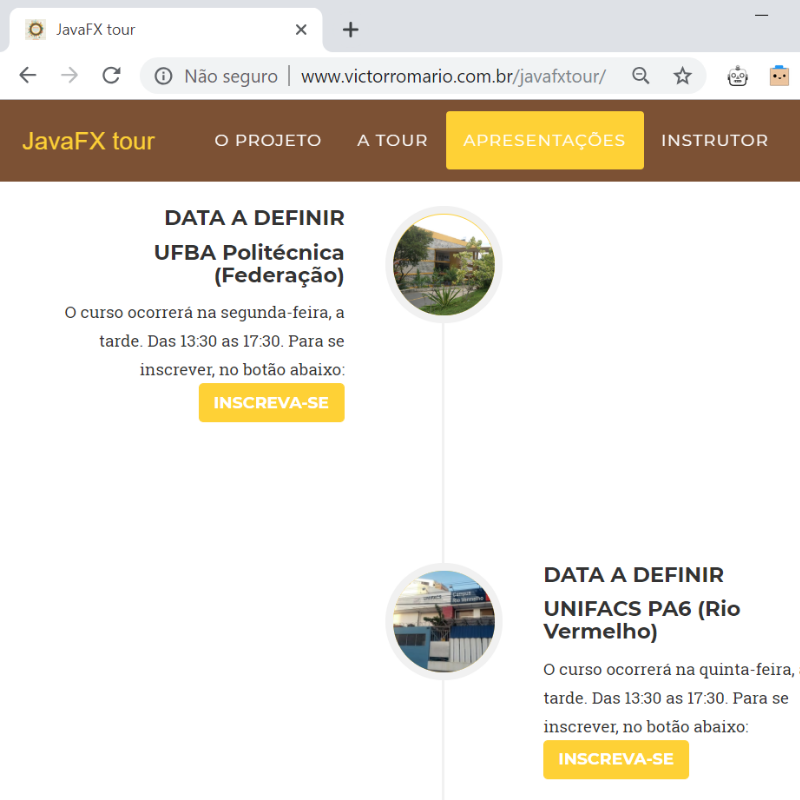 JavaFX tour
Não seguro | www.victorromario.com.br/javafxtour/
JavaFX tour
O PROJETO
A TOUR
APRESENTAÇÕES
INSTRUTOR
DATA A DEFINIR
UFBA Politécnica
(Federação)
O curso ocorrerá na segunda-feira, a
tarde. Das 13:30 as 17:30. Para se
inscrever, no botão abaixo:
INSCREVA-SE
UNIFACS
DATA A DEFINIR
UNIFACS PA6 (Rio
Vermelho)
O curso ocorrerá na quinta-feira,
tarde. Das 13:30 as 17:30. Para se
inscrever, no botão abaixo:
INSCREVA-SE